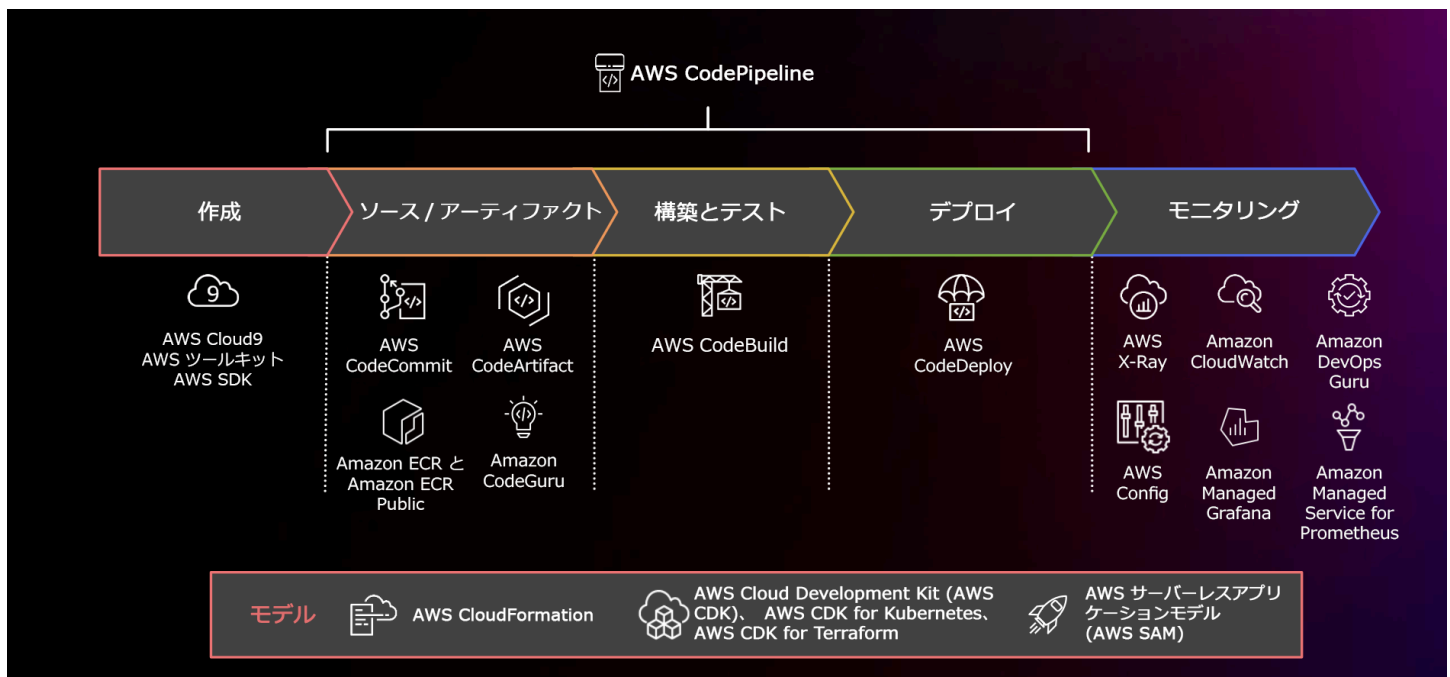 AWS CodePipeline
作成
ソース / アーティファクト
構築とテスト
デプロイ
モニタリング
9
AWS Cloud9
AWS ツールキット
AWS SDK
AWS
CodeCommit
AWS
CodeArtifact
Amazon ECR と
Amazon ECR
Public
Amazon
CodeGuru
AWS CodeBuild
AWS
CodeDeploy
AWS
X-Ray
Amazon
CloudWatch
Amazon
DevOps
Guru
AWS
Config
Amazon
Managed
Grafana
Amazon
Managed
Service for
Prometheus
モデル
AWS CloudFormation
AWS Cloud Development Kit (AWS
CDK)、 AWS CDK for Kubernetes、
AWS CDK for Terraform
AWS サーバーレスアプリ
ケーションモデル
(AWS SAM)